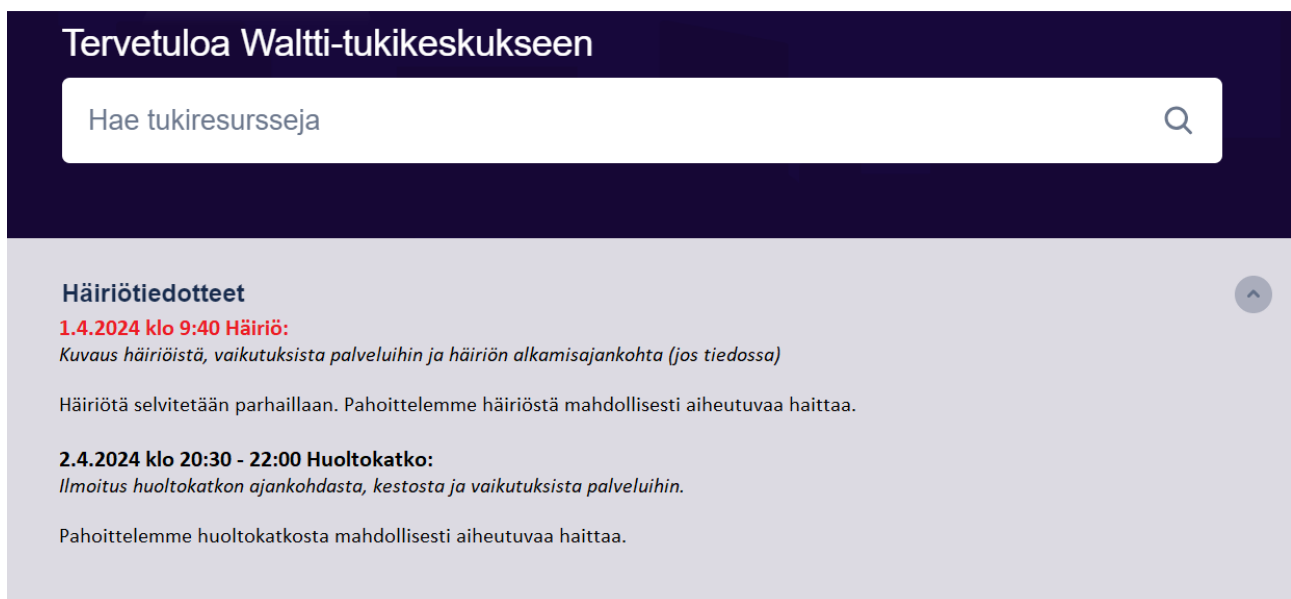 Tervetuloa Waltti-tukikeskukseen
Hae tukiresursseja
Häiriötiedotteet
1.4.2024 klo 9:40 Häiriö:
Kuvaus häiriöistä, vaikutuksista palveluihin ja häiriön alkamisajankohta (jos tiedossa)
Häiriötä selvitetään parhaillaan. Pahoittelemme häiriöstä mahdollisesti aiheutuvaa haittaa.
2.4.2024 klo 20:30 - 22:00 Huoltokatko:
Ilmoitus huoltokatkon ajankohdasta, kestosta ja vaikutuksista palveluihin.
Pahoittelemme huoltokatkosta mahdollisesti aiheutuvaa haittaa.